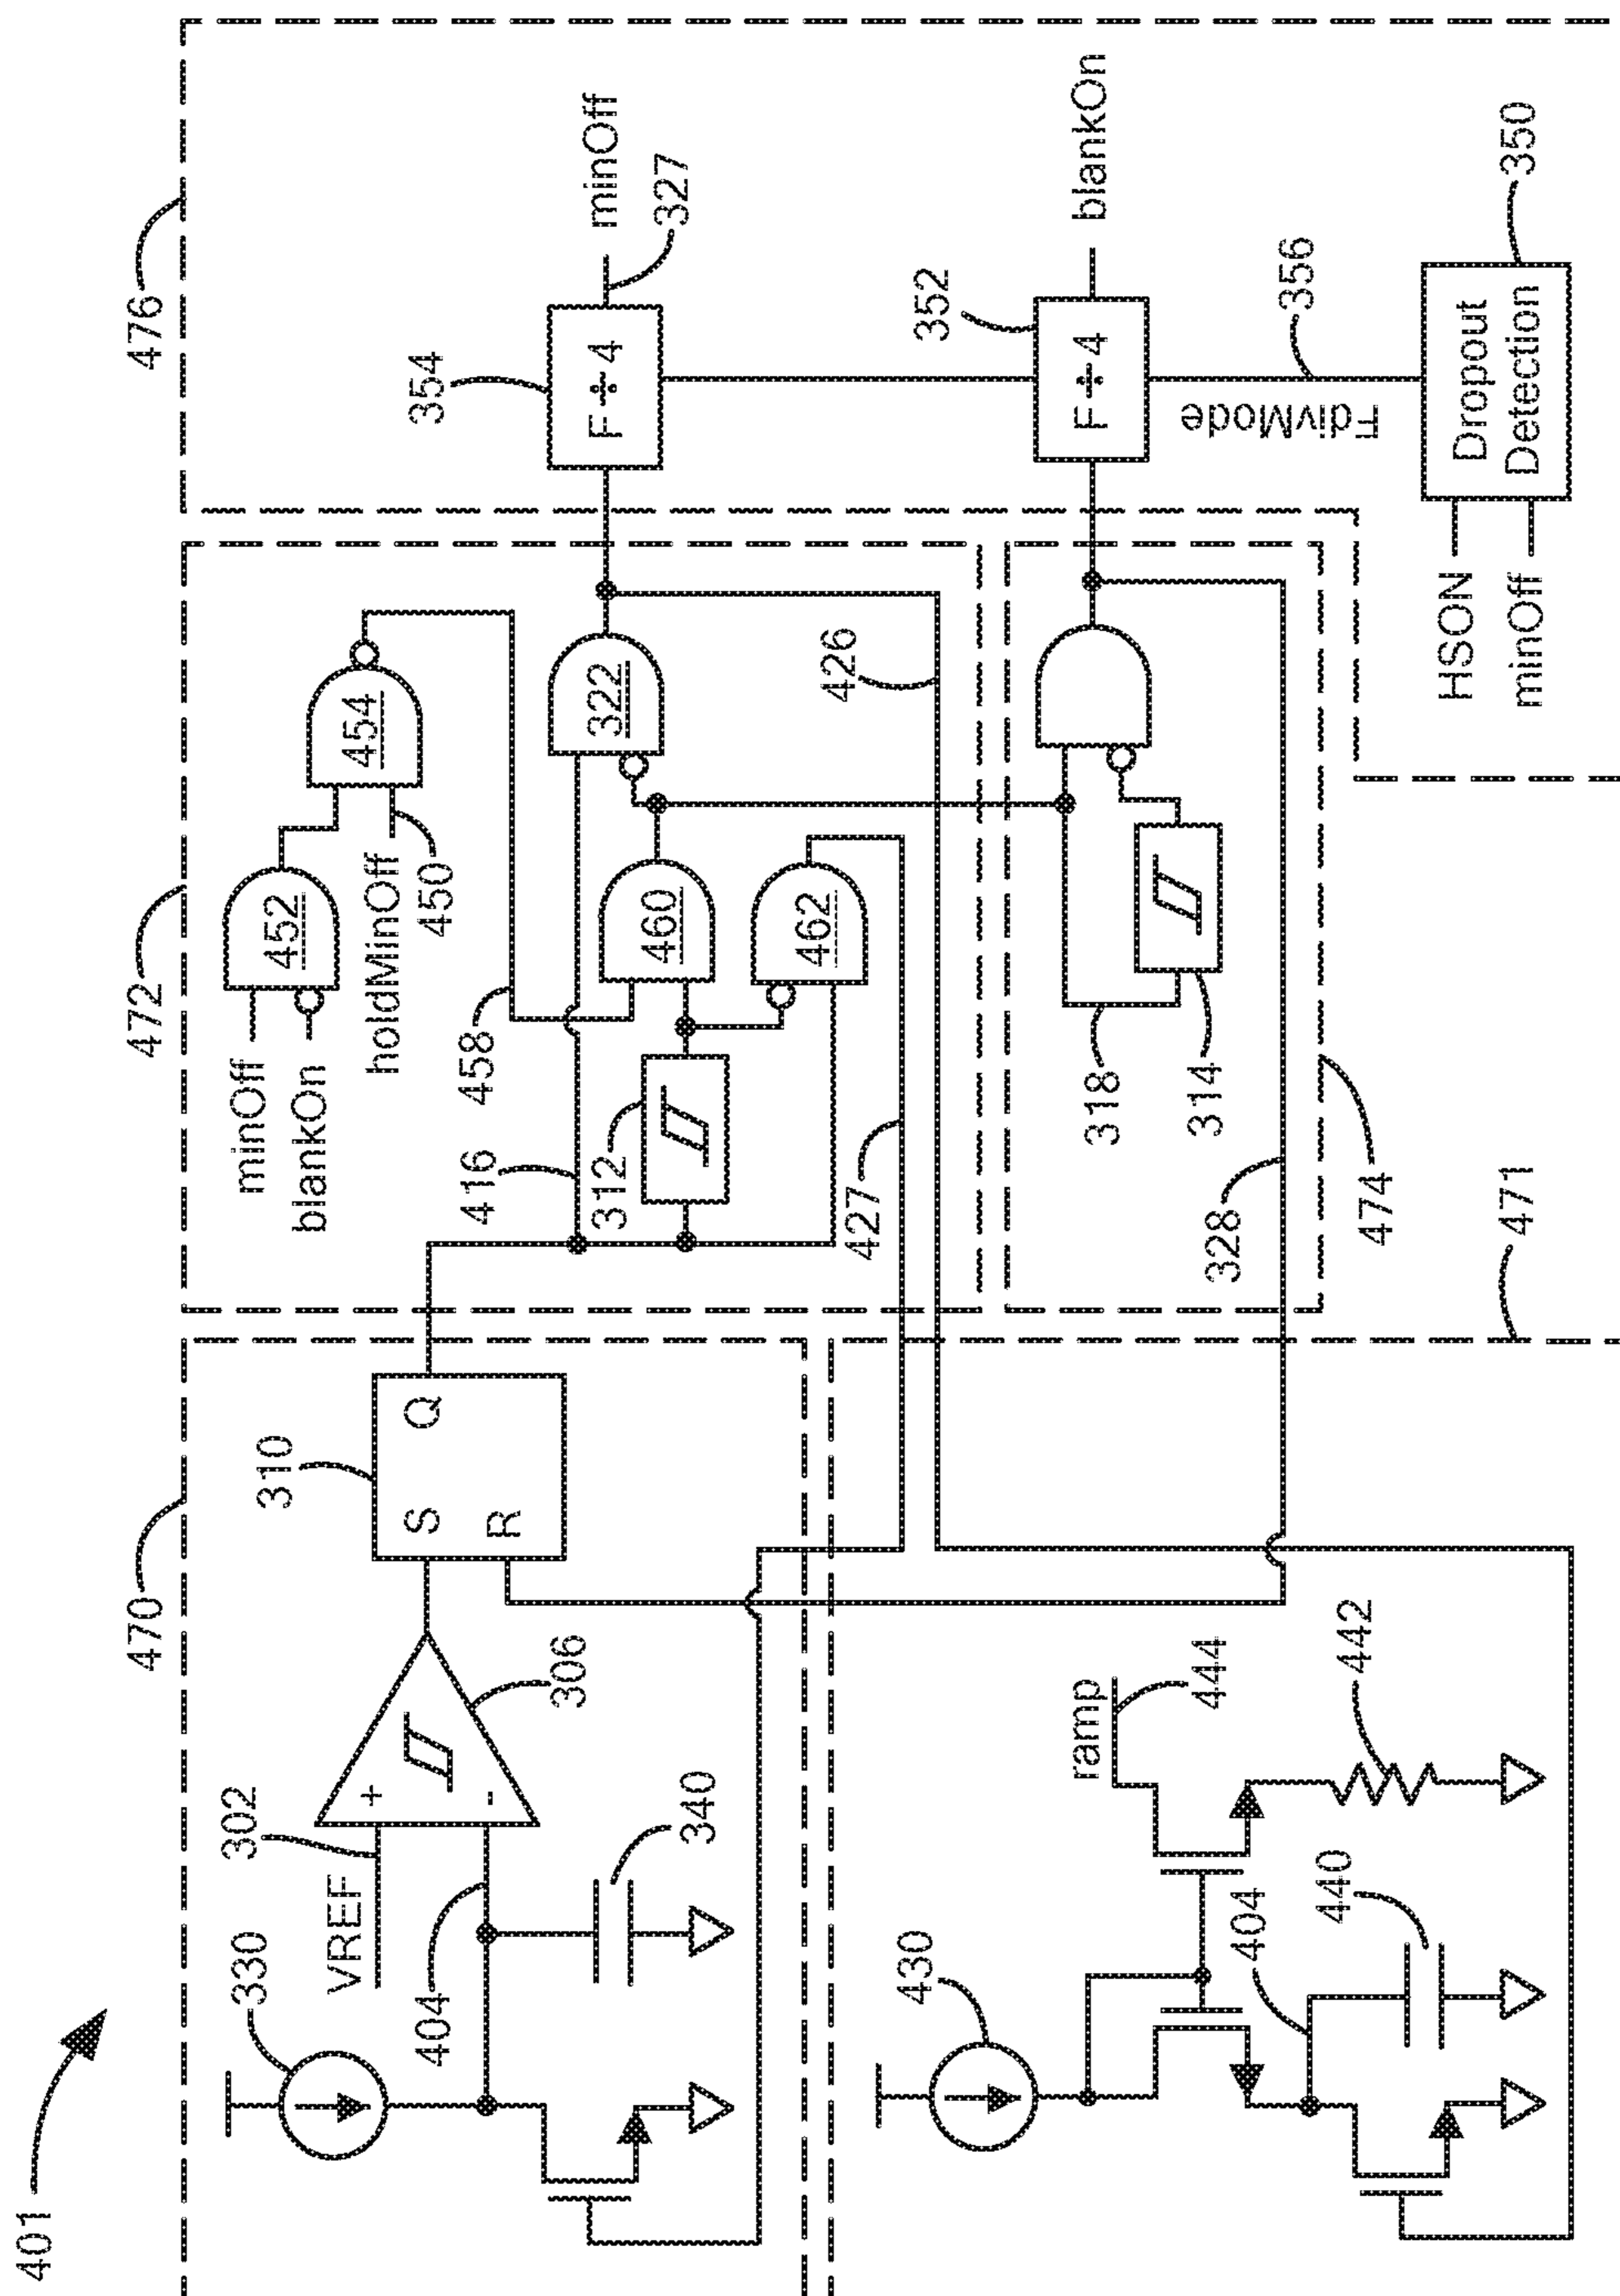 401
470
330
302
VREF
404
+
-
306
340
310
S
Q
R
472
minOff
blankOn
452
454
holdMinOff
450
458
416
312
460
462
322
427
426
476
354
F ÷ 4
minOff
327
352
F ÷ 4
blankOn
FdivMode
356
Dropout
Detection
350
HSON
minOff
318
314
328
474
471
430
404
440
ramp
444
442